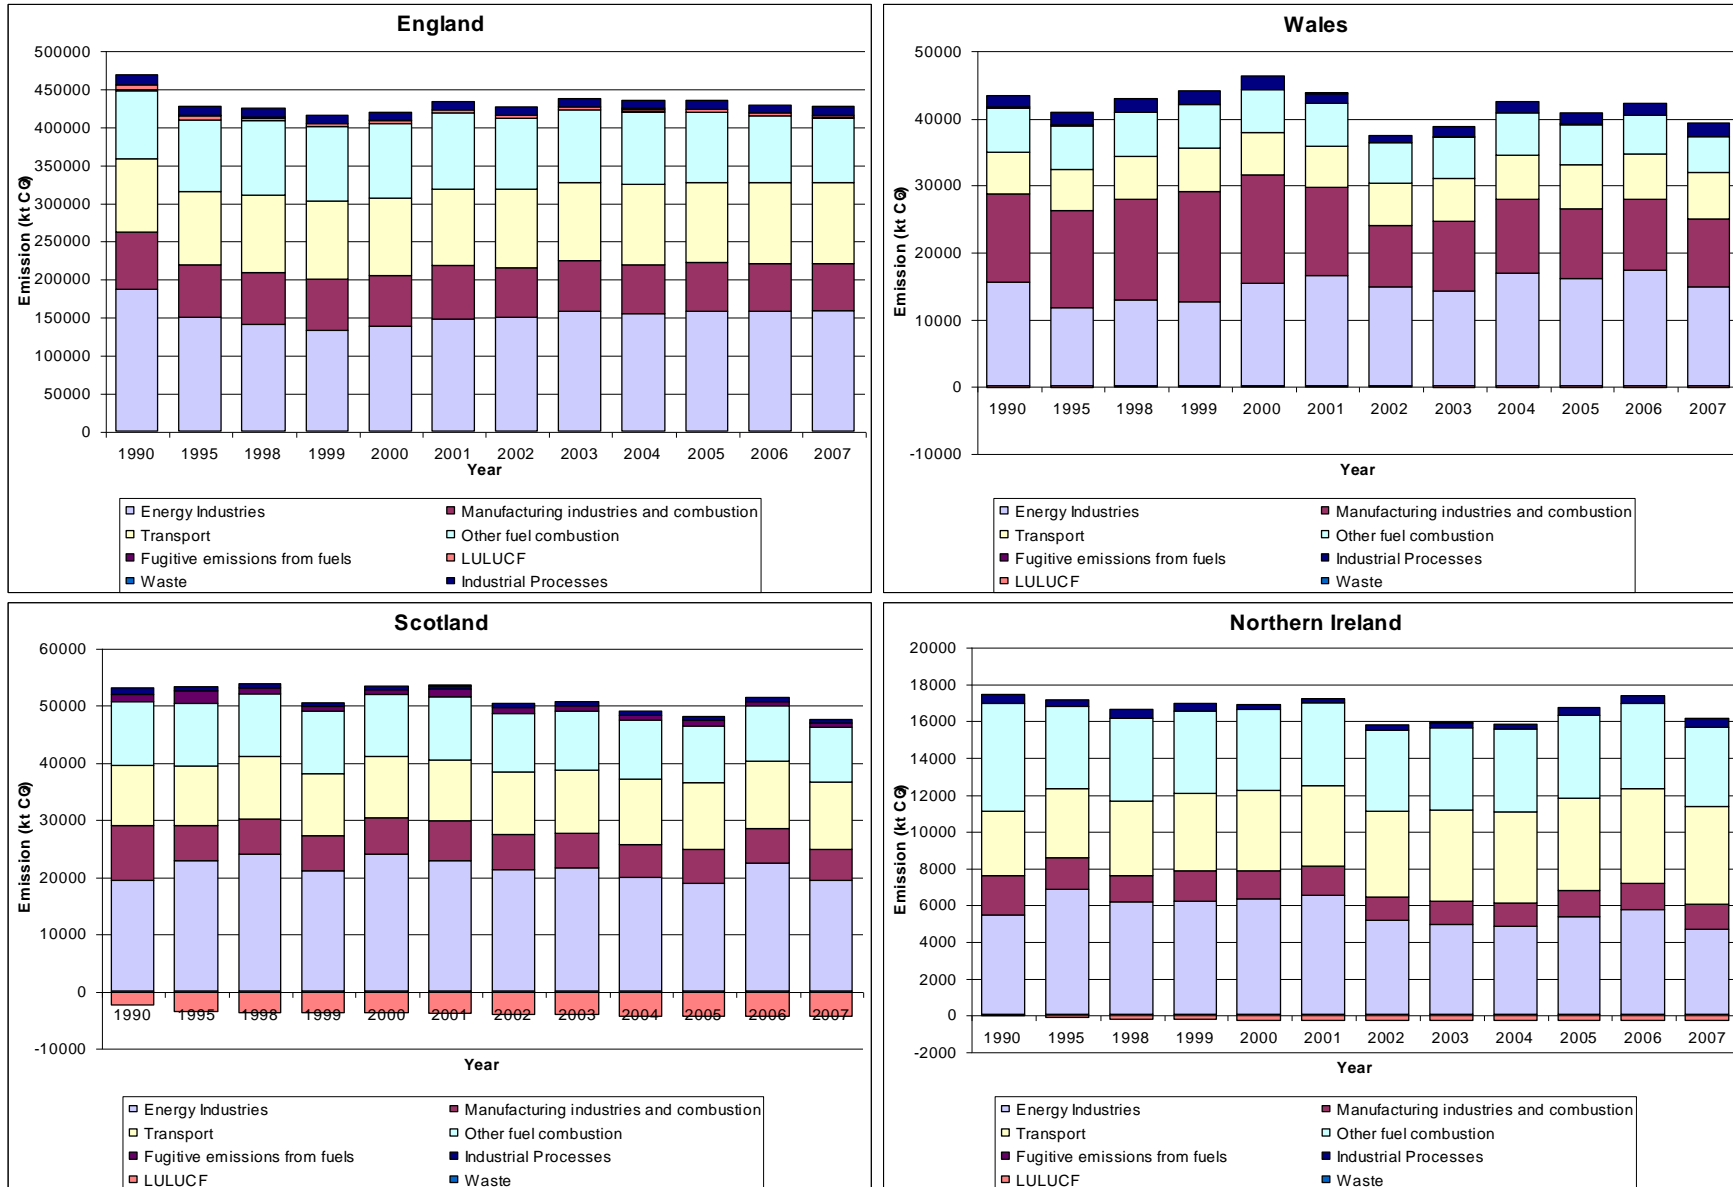 England
500000
450000
400000
350000
300000
250000
200000
150000
100000
50000
0
Emission (kt CO2)
1990 1995 1998 1999 2000 2001 2002 2003 2004 2005 2006 2007
Year
Energy Industries Manufacturing industries and combustion
Transport Other fuel combustion
Fugitive emissions from fuels LULUCF
Waste Industrial Processes
Wales
50000
40000
30000
20000
10000
0
-10000
Emission (kt CO2)
1990 1995 1998 1999 2000 2001 2002 2003 2004 2005 2006 2007
Year
Energy Industries Manufacturing industries and combustion
Transport Other fuel combustion
Fugitive emissions from fuels Industrial Processes
LULUCF Waste
Scotland
60000
50000
40000
30000
20000
10000
0
-10000
Emission (kt CO2)
1990 1995 1998 1999 2000 2001 2002 2003 2004 2005 2006 2007
Year
Energy Industries Manufacturing industries and combustion
Transport Other fuel combustion
Fugitive emissions from fuels Industrial Processes
LULUCF Waste
Northern Ireland
20000
18000
16000
14000
12000
10000
8000
6000
4000
2000
0
-2000
Emission (kt CO2)
1990 1995 1998 1999 2000 2001 2002 2003 2004 2005 2006 2007
Year
Energy Industries Manufacturing industries and combustion
Transport Other fuel combustion
Fugitive emissions from fuels Industrial Processes
LULUCF Waste